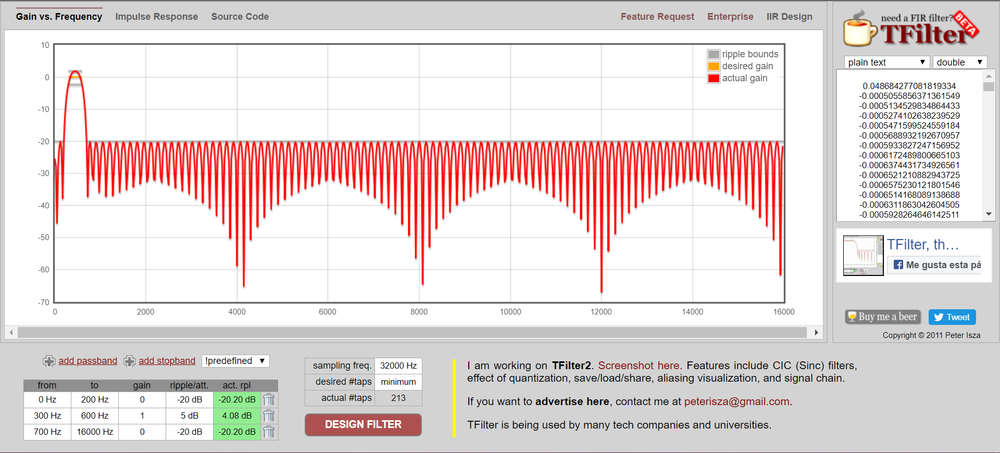 Gain vs. Frequency Impulse Response Source Code Feature Request Enterprise IIR Design
10
0
-10
-20
-30
-40
-50
-60
-70
0 2000 4000 6000 8000 10000 12000 14000 16000
ripple bounds
desired gain
actual gain
need a FIR filter?
BETA
TFilter
plain text ▼ double ▼
0.048684277081819334
-0.0005055856371361549
-0.0005134529834864433
-0.0005274102638239529
-0.0005471599524559184
-0.0005688932192670957
-0.0005933827247156952
-0.0006172489800665103
-0.0006374431734926561
-0.0006521210882943725
-0.0006575230121801546
-0.0006514168089138688
-0.0006311863042604505
-0.0005928264646142511
TFilter, th…
Me gusta esta pá
Buy me a beer Tweet
Copyright © 2011 Peter Isza
add passband add stopband !predefined ▼
from to gain ripple/att. act. rpl
0 Hz 200 Hz 0 -20 dB -20.20 dB
300 Hz 600 Hz 1 5 dB 4.08 dB
700 Hz 16000 Hz 0 -20 dB -20.20 dB
sampling freq. 32000 Hz
desired #taps minimum
actual #taps 213
DESIGN FILTER
I am working on TFilter2. Screenshot here. Features include CIC (Sinc) filters,
effect of quantization, save/load/share, aliasing visualization, and signal chain.
If you want to advertise here, contact me at peterisza@gmail.com.
TFilter is being used by many tech companies and universities.